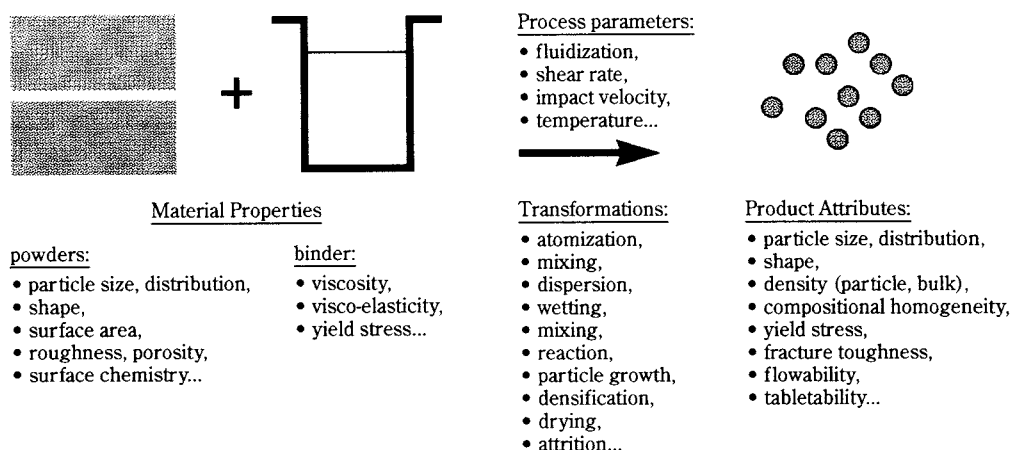 Process parameters:
• fluidization,
• shear rate,
• impact velocity,
• temperature...
+
Material Properties
powders:
• particle size, distribution,
• shape,
• surface area,
• roughness, porosity,
• surface chemistry...
binder:
• viscosity,
• visco-elasticity,
• yield stress...
Transformations:
• atomization,
• mixing,
• dispersion,
• wetting,
• mixing,
• reaction,
• particle growth,
• densification,
• drying,
• attrition...
Product Attributes:
• particle size, distribution,
• shape,
• density (particle, bulk),
• compositional homogeneity,
• yield stress,
• fracture toughness,
• flowability,
• tabletability...